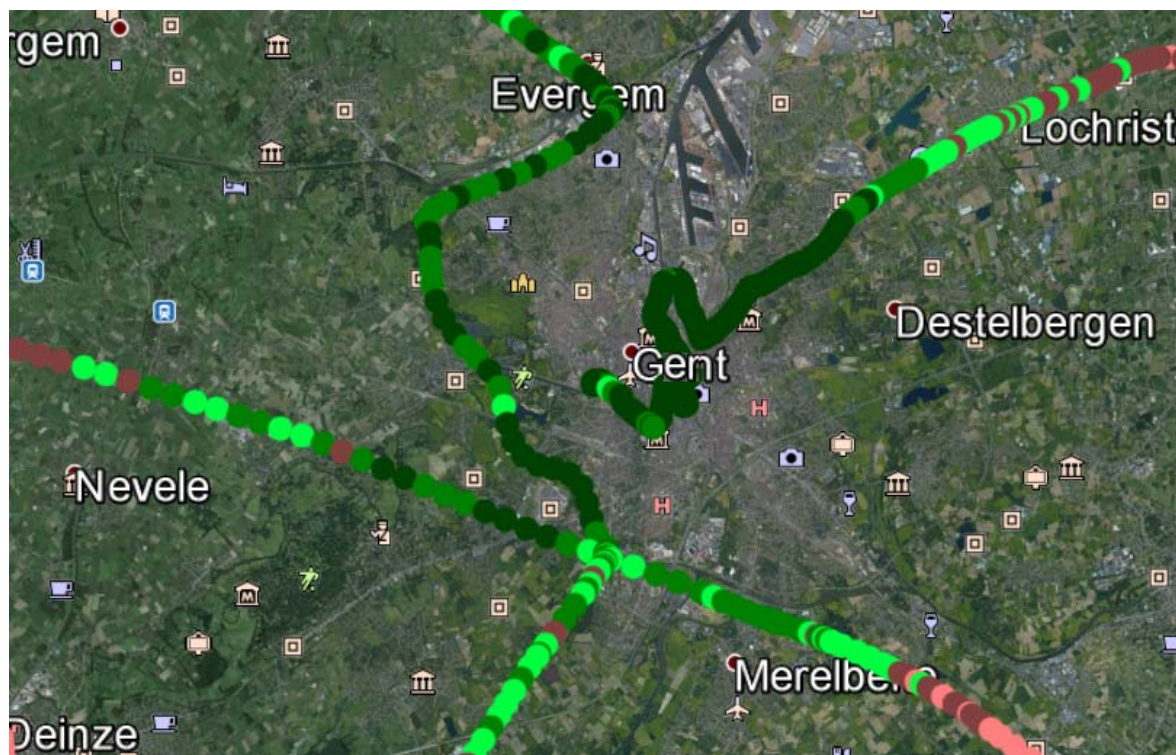 rgem
Evergem
Lochrist
Destelbergen
Gent
Nevele
Merelbe
Deinze
H
H